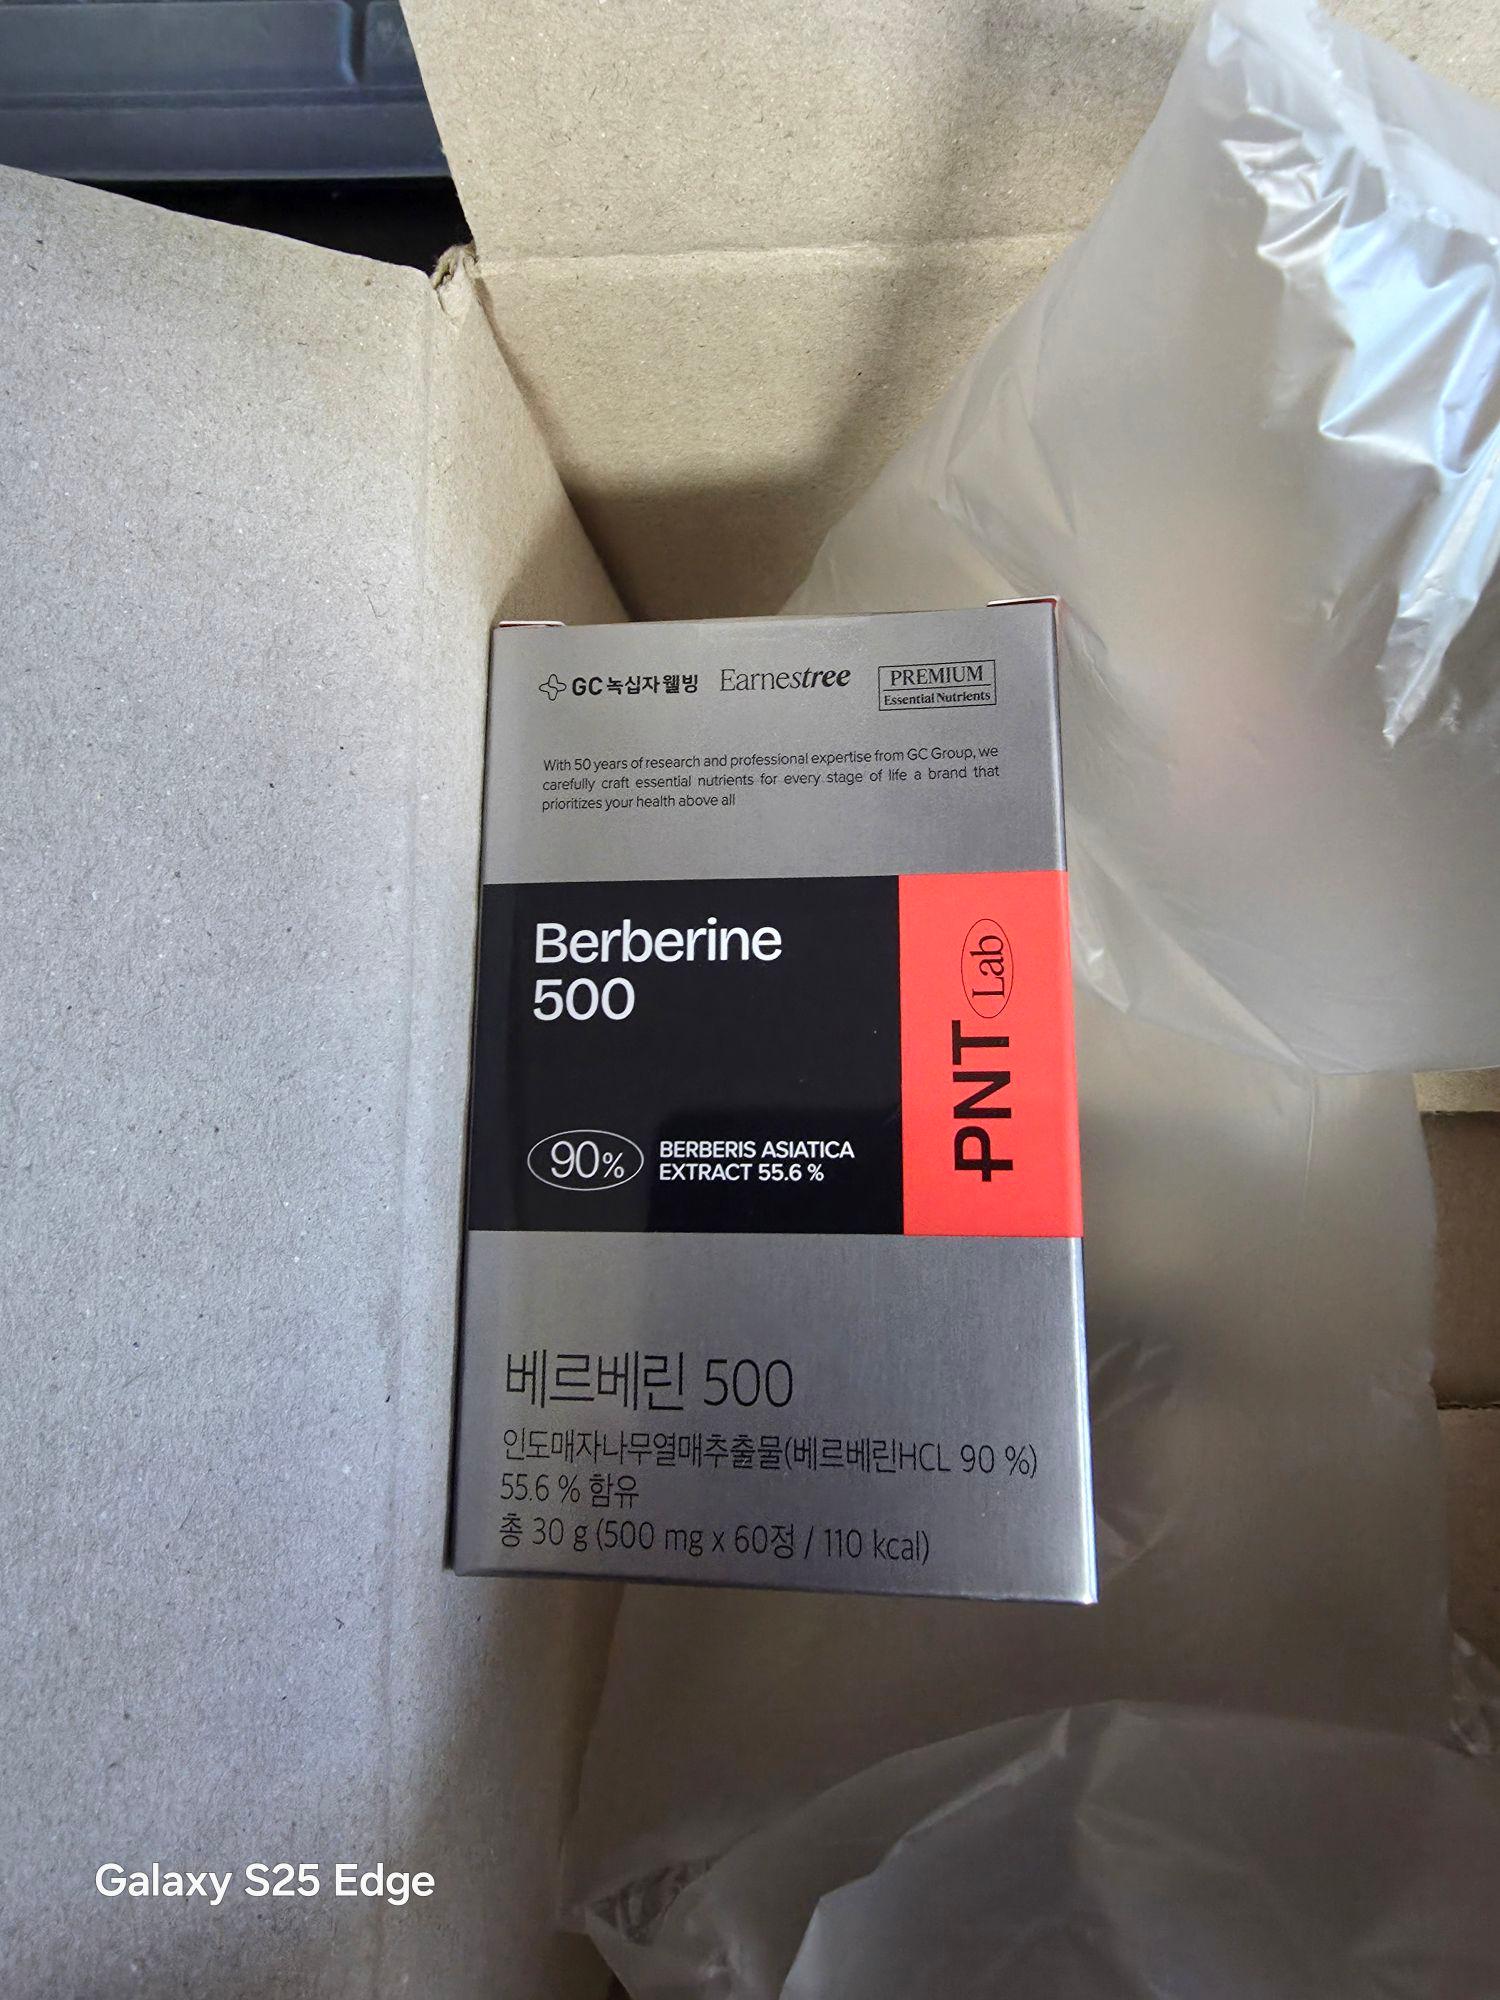 GC녹십자웰빙 Earnestree PREMIUM
Essential Nutrients
With 50 years of research and professional expertise from GC Group, we
carefully craft essential nutrients for every stage of life a brand that
prioritizes your health above all
Berberine
500
PNT Lab
90% BERBERIS ASIATICA
EXTRACT 55.6 %
베르베린 500
인도매자나무열매추출물(베르베린HCL 90 %)
55.6 % 함유
총 30 g (500 mg x 60정 / 110 kcal)
Galaxy S25 Edge